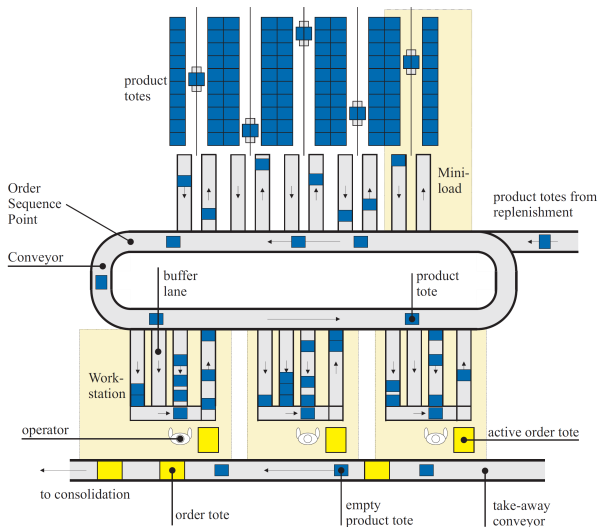 product
totes
Mini-
load
Order
Sequence
Point
product totes from
replenishment
Conveyor
buffer
lane
product
tote
Work-
station
operator
active order tote
to consolidation
order tote
empty
product tote
take-away
conveyor